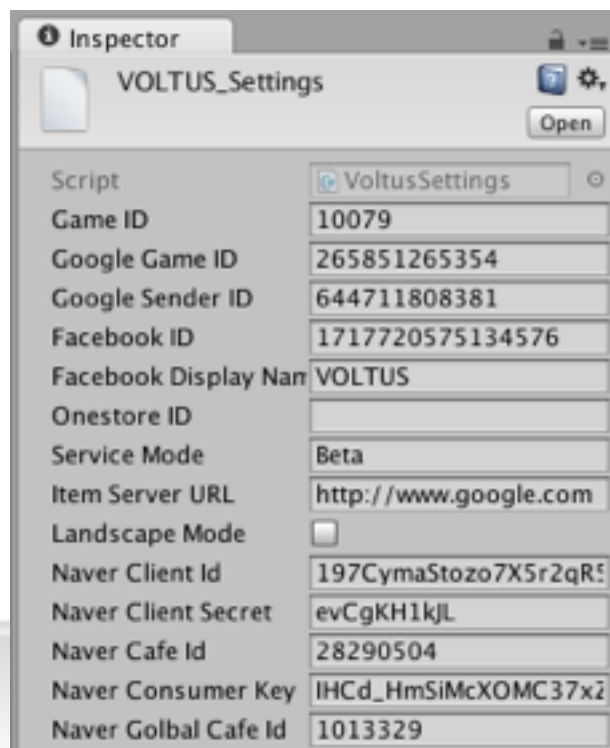 Inspector
VOLTUS_Settings
Open
Script VoltusSettings
Game ID 10079
Google Game ID 265851265354
Google Sender ID 644711808381
Facebook ID 1717720575134576
Facebook Display Nam VOLTUS
Onestore ID
Service Mode Beta
Item Server URL http://www.google.com
Landscape Mode
Naver Client Id 197CymaStozo7X5r2qR5
Naver Client Secret evCgKH1kJL
Naver Cafe Id 28290504
Naver Consumer Key IHCd_HmSiMcXOMC37xZ
Naver Golbal Cafe Id 1013329